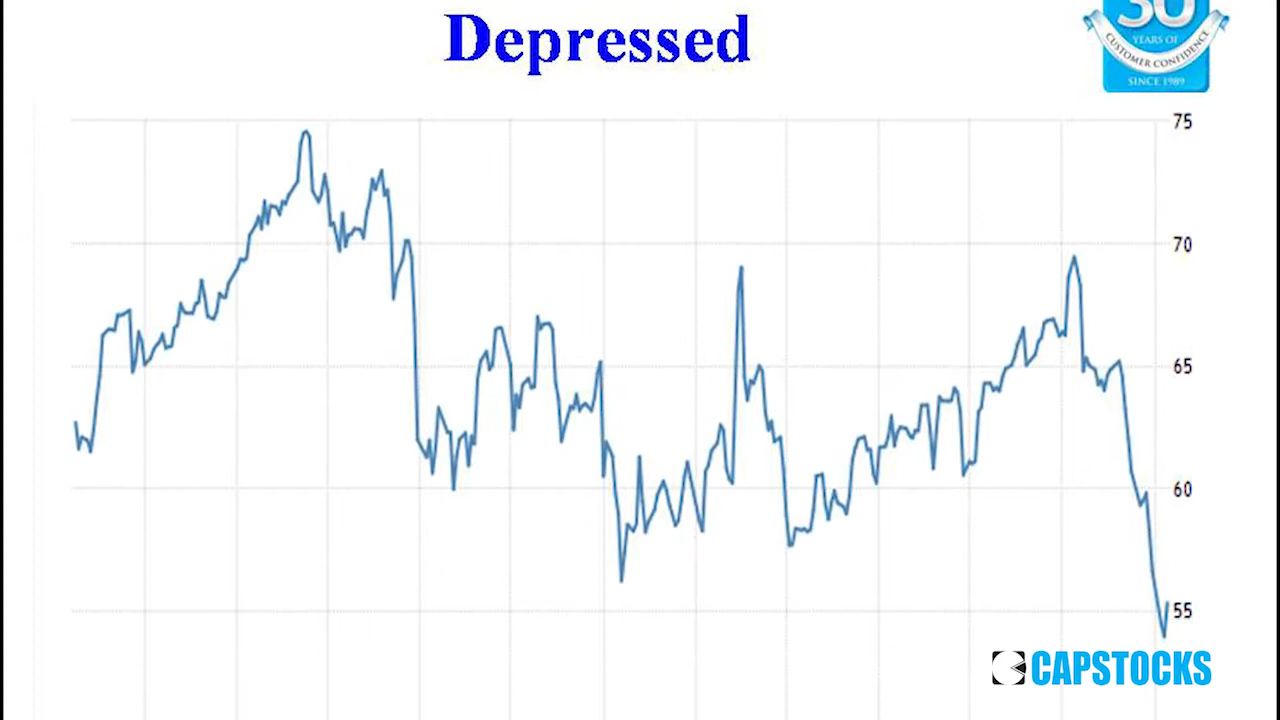 Depressed
30
YEARS OF
CUSTOMER CONFIDENCE
SINCE 1989
75
70
65
60
55
CAPSTOCKS